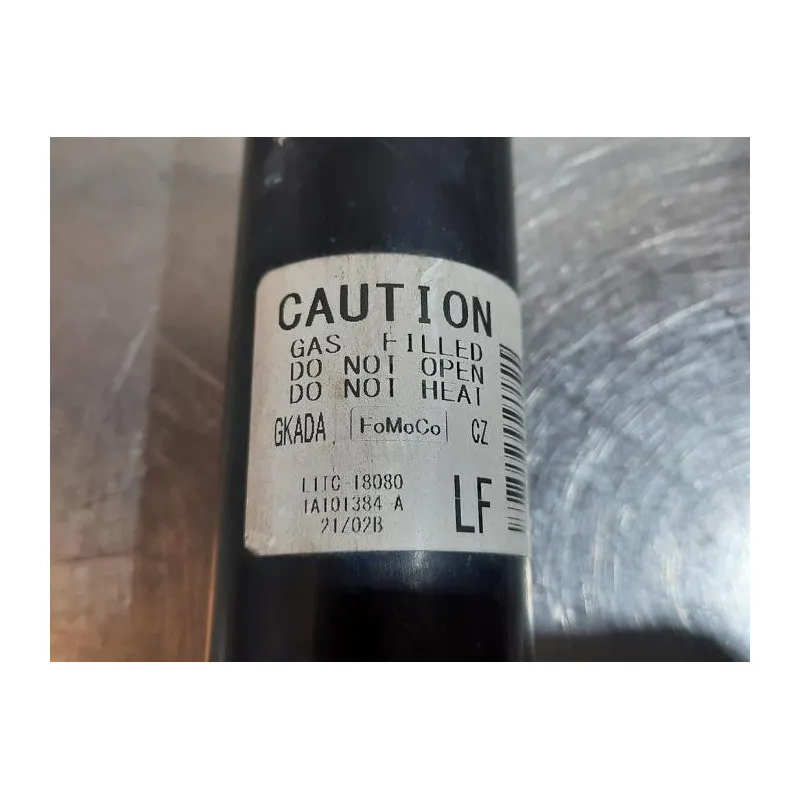 CAUTION
GAS FILLED
DO NOT OPEN
DO NOT HEAT
GKADA FoMoCo CZ
L1TC-18080
1A101384-A
21/02B
LF